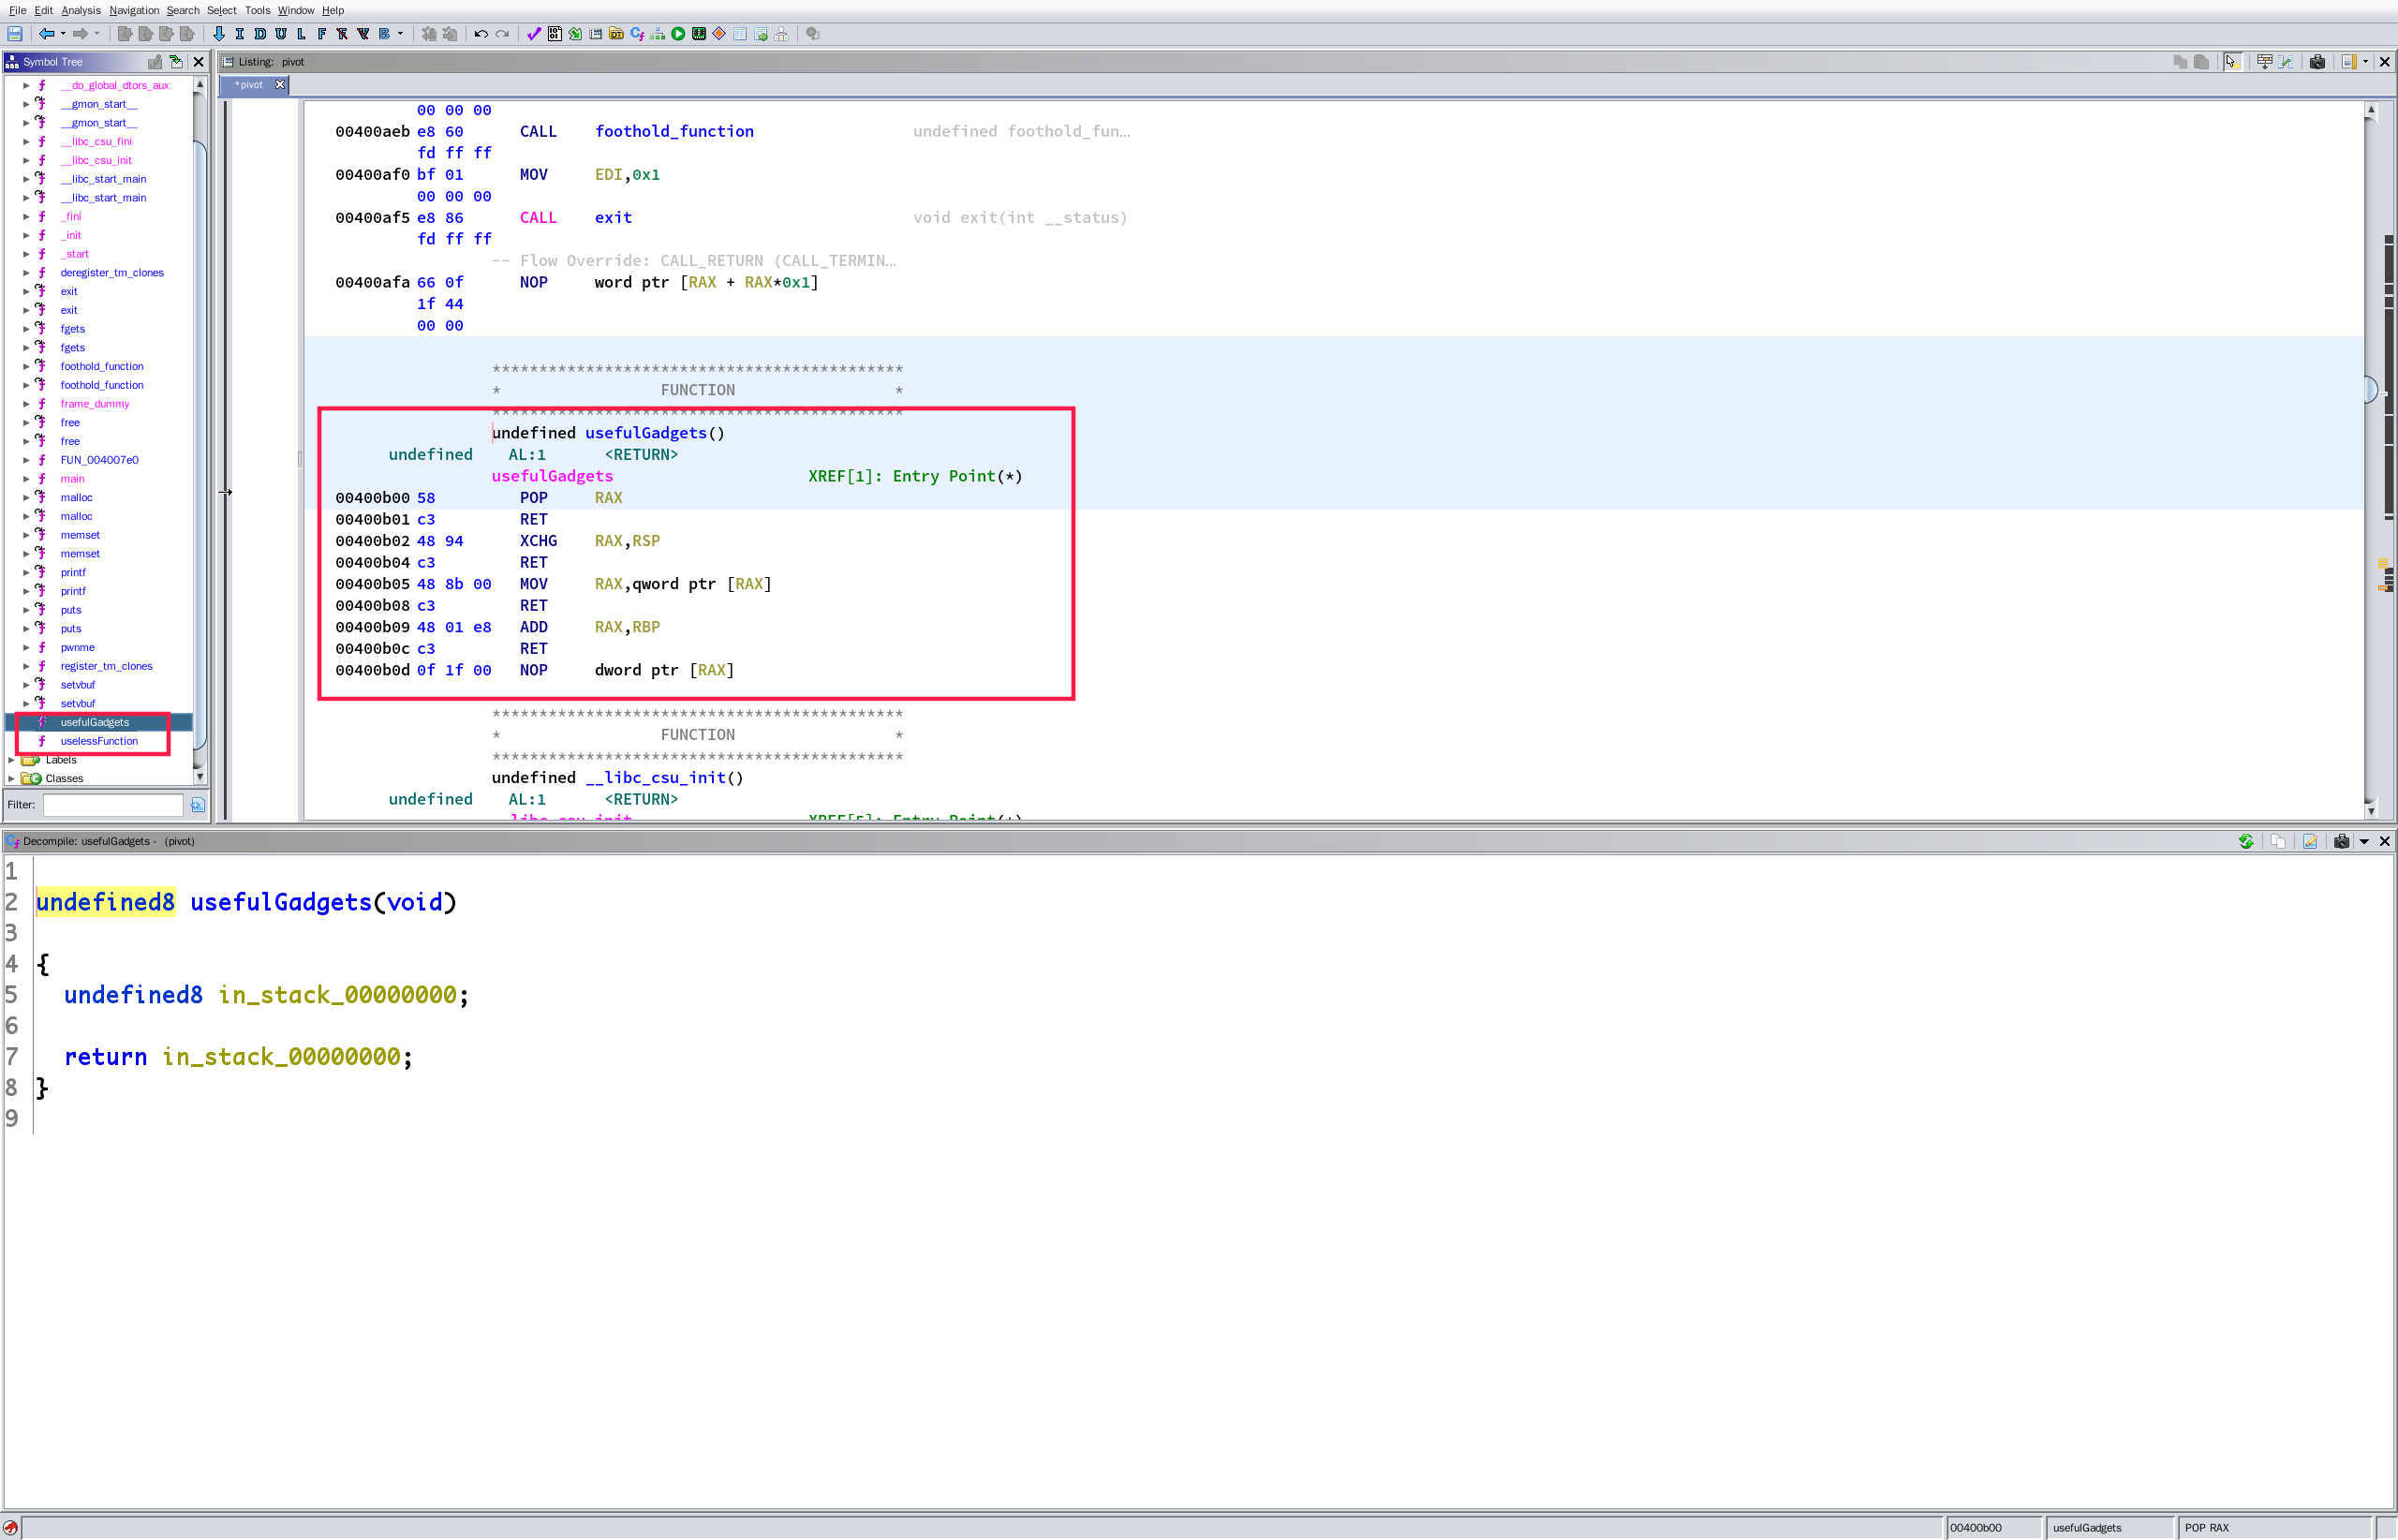 File Edit Analysis Navigation Search Select Tools Window Help
Symbol Tree
__do_global_dtors_aux
__gmon_start__
__gmon_start__
__libc_csu_fini
__libc_csu_init
__libc_start_main
__libc_start_main
_fini
_init
_start
deregister_tm_clones
exit
exit
fgets
fgets
foothold_function
foothold_function
frame_dummy
free
free
FUN_004007e0
main
malloc
malloc
memset
memset
printf
printf
puts
puts
pwnme
register_tm_clones
setvbuf
setvbuf
usefulGadgets
uselessFunction
Labels
Classes
Filter:
Listing: pivot
*pivot
00 00 00
00400aeb e8 60 CALL foothold_function undefined foothold_fun...
fd ff ff
00400af0 bf 01 MOV EDI,0x1
00 00 00
00400af5 e8 86 CALL exit void exit(int __status)
fd ff ff
-- Flow Override: CALL_RETURN (CALL_TERMIN...
00400afa 66 0f NOP word ptr [RAX + RAX*0x1]
1f 44
00 00
********************************************
* FUNCTION *
********************************************
undefined usefulGadgets()
undefined AL:1 <RETURN>
usefulGadgets XREF[1]: Entry Point(*)
00400b00 58 POP RAX
00400b01 c3 RET
00400b02 48 94 XCHG RAX,RSP
00400b04 c3 RET
00400b05 48 8b 00 MOV RAX,qword ptr [RAX]
00400b08 c3 RET
00400b09 48 01 e8 ADD RAX,RBP
00400b0c c3 RET
00400b0d 0f 1f 00 NOP dword ptr [RAX]
********************************************
* FUNCTION *
********************************************
undefined __libc_csu_init()
undefined AL:1 <RETURN>
__libc_csu_init XREF[5]: Entry Point(*)
Decompile: usefulGadgets - (pivot)
1
2 undefined8 usefulGadgets(void)
3
4 {
5 undefined8 in_stack_00000000;
6
7 return in_stack_00000000;
8 }
9
00400b00 usefulGadgets POP RAX